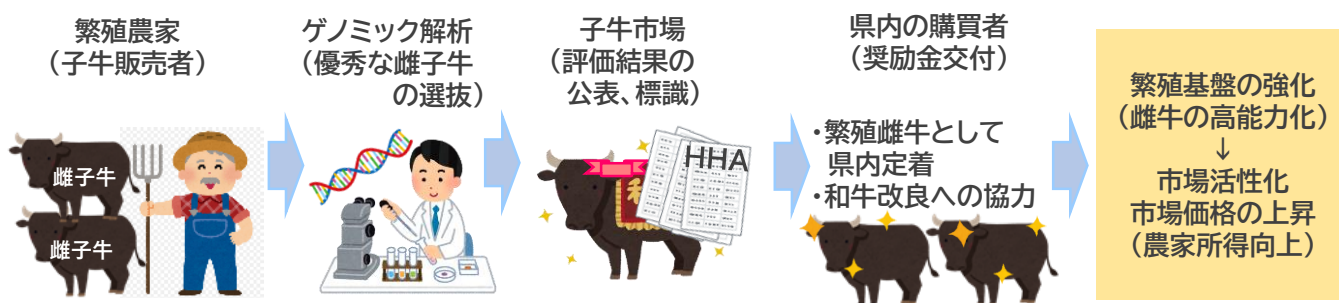 繁殖農家
（子牛販売者）
雌子牛
雌子牛
ゲノミック解析
（優秀な雌子牛
の選抜）
子牛市場
（評価結果の
公表、標識）
HHA
県内の購買者
（奨励金交付）
・繁殖雌牛として
県内定着
・和牛改良への協力
繁殖基盤の強化
（雌牛の高能力化）
↓
市場活性化
市場価格の上昇
（農家所得向上）